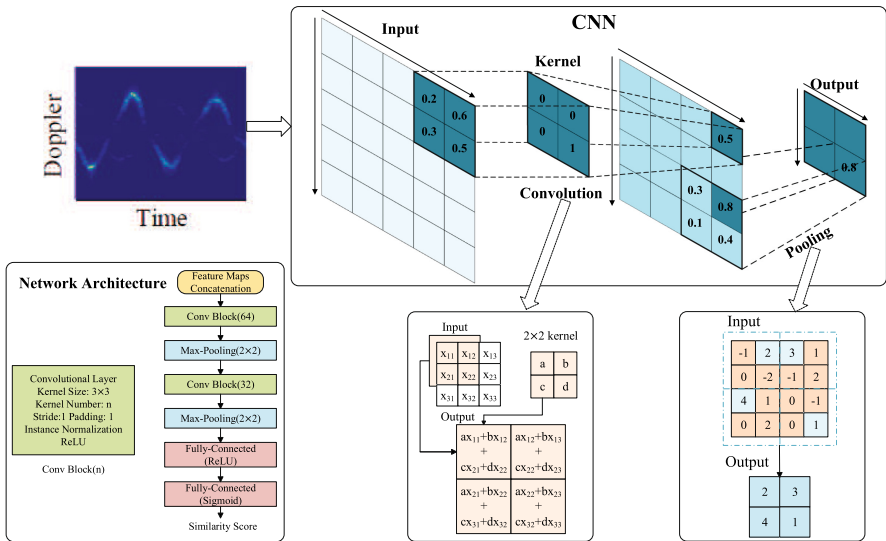 CNN
Input
Kernel
Output
0.2 0.6
0.3 0.5
0 0
0 1
0.5
0.3 0.8
0.1 0.4
0.8
Convolution
Pooling
Doppler
Time
Network Architecture
Feature Maps
Concatenation
Conv Block(64)
Max-Pooling(2×2)
Conv Block(32)
Max-Pooling(2×2)
Fully-Connected
(ReLU)
Fully-Connected
(Sigmoid)
Similarity Score
Convolutional Layer
Kernel Size: 3×3
Kernel Number: n
Stride:1 Padding: 1
Instance Normalization
ReLU
Conv Block(n)
Input
2×2 kernel
x11 x12 x13
x21 x22 x23
x31 x32 x33
a b
c d
Output
ax11+bx12 ax12+bx13
+ +
cx21+dx22 cx22+dx23
ax21+bx22 ax22+bx23
+ +
cx31+dx32 cx32+dx33
Input
-1 2 3 1
0 -2 -1 2
4 1 0 -1
0 2 0 1
Output
2 3
4 1